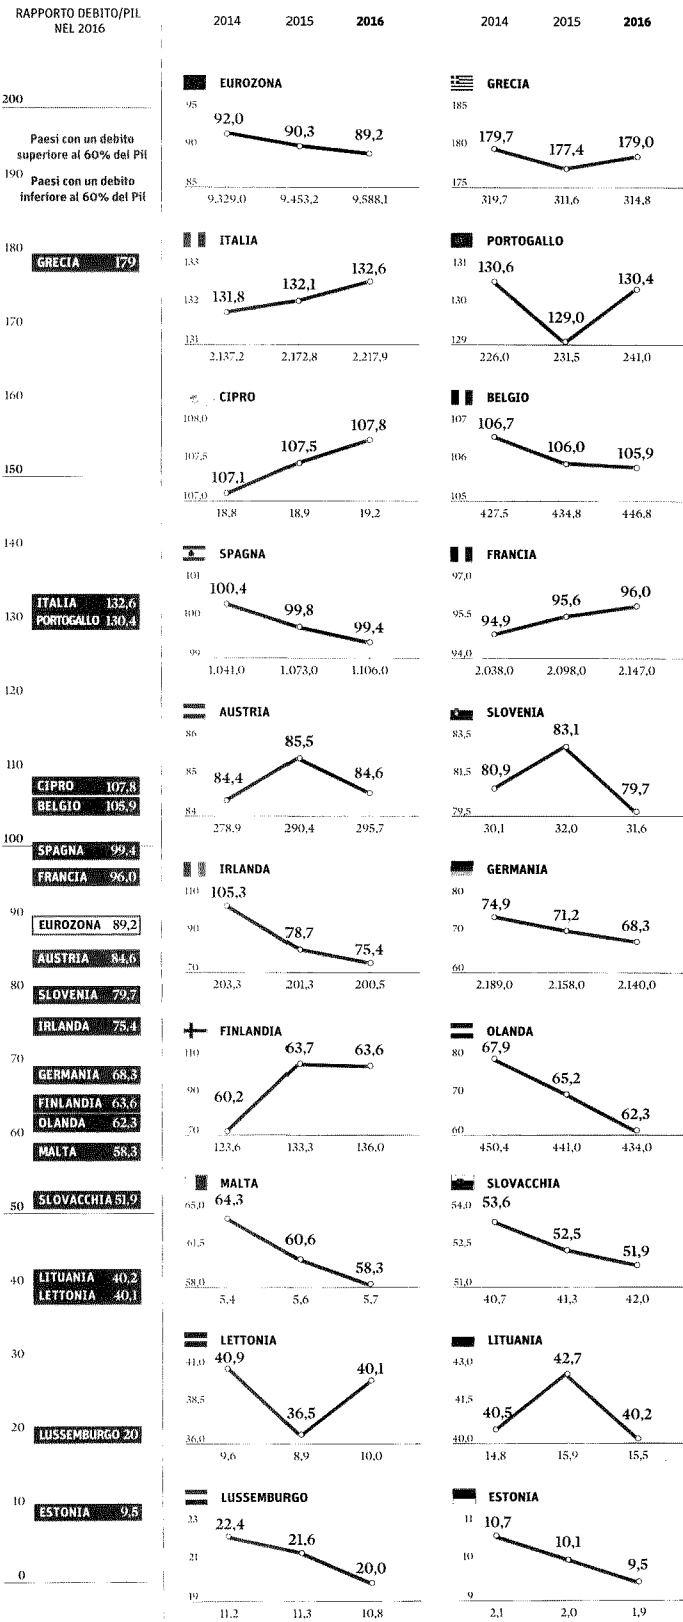 RAPPORTO DEBITO/PIL
NEL 2016
200
Paesi con un debito
superiore al 60% del Pil
190
Paesi con un debito
inferiore al 60% del Pil
180
GRECIA 179
170
160
150
140
ITALIA 132,6
130
PORTOGALLO 130,4
120
110
CIPRO 107,8
BELGIO 105,9
100
SPAGNA 99,4
FRANCIA 96,0
90
EUROZONA 89,2
AUSTRIA 84,6
80
SLOVENIA 79,7
IRLANDA 75,4
70
GERMANIA 68,3
FINLANDIA 63,6
OLANDA 62,3
60
MALTA 58,3
SLOVACCHIA 51,9
50
40
LITUANIA 40,2
LETTONIA 40,1
30
20
LUSSEMBURGO 20
10
ESTONIA 9,5
0
2014 2015 2016
2014 2015 2016
EUROZONA
95
92,0 90,3 89,2
90
85
9.329,0 9.453,2 9.588,1
GRECIA
185
179,7 177,4 179,0
180
175
319,7 311,6 314,8
ITALIA
133
131,8 132,1 132,6
132
131
2.137,2 2.172,8 2.217,9
PORTOGALLO
131
130,6 129,0 130,4
130
129
226,0 231,5 241,0
CIPRO
108,0
107,1 107,5 107,8
107,5
107,0
18,8 18,9 19,2
BELGIO
107
106,7 106,0 105,9
106
105
427,5 434,8 446,8
SPAGNA
101
100,4 99,8 99,4
100
99
1.041,0 1.073,0 1.106,0
FRANCIA
97,0
94,9 95,6 96,0
95,5
94,0
2.038,0 2.098,0 2.147,0
AUSTRIA
86
84,4 85,5 84,6
85
84
278,9 290,4 295,7
SLOVENIA
83,5
80,9 83,1 79,7
81,5
79,5
30,1 32,0 31,6
IRLANDA
110
105,3 78,7 75,4
90
70
203,3 201,3 200,5
GERMANIA
80
74,9 71,2 68,3
70
60
2.189,0 2.158,0 2.140,0
FINLANDIA
110
60,2 63,7 63,6
90
70
123,6 133,3 136,0
OLANDA
80
67,9 65,2 62,3
70
60
450,4 441,0 434,0
MALTA
65,0
64,3 60,6 58,3
61,5
58,0
5,4 5,6 5,7
SLOVACCHIA
54,0
53,6 52,5 51,9
52,5
51,0
40,7 41,3 42,0
LETTONIA
41,0
40,9 36,5 40,1
38,5
36,0
9,6 8,9 10,0
LITUANIA
43,0
40,5 42,7 40,2
41,5
40,0
14,8 15,9 15,5
LUSSEMBURGO
23
22,4 21,6 20,0
21
19
11,2 11,3 10,8
ESTONIA
11
10,7 10,1 9,5
10
9
2,1 2,0 1,9